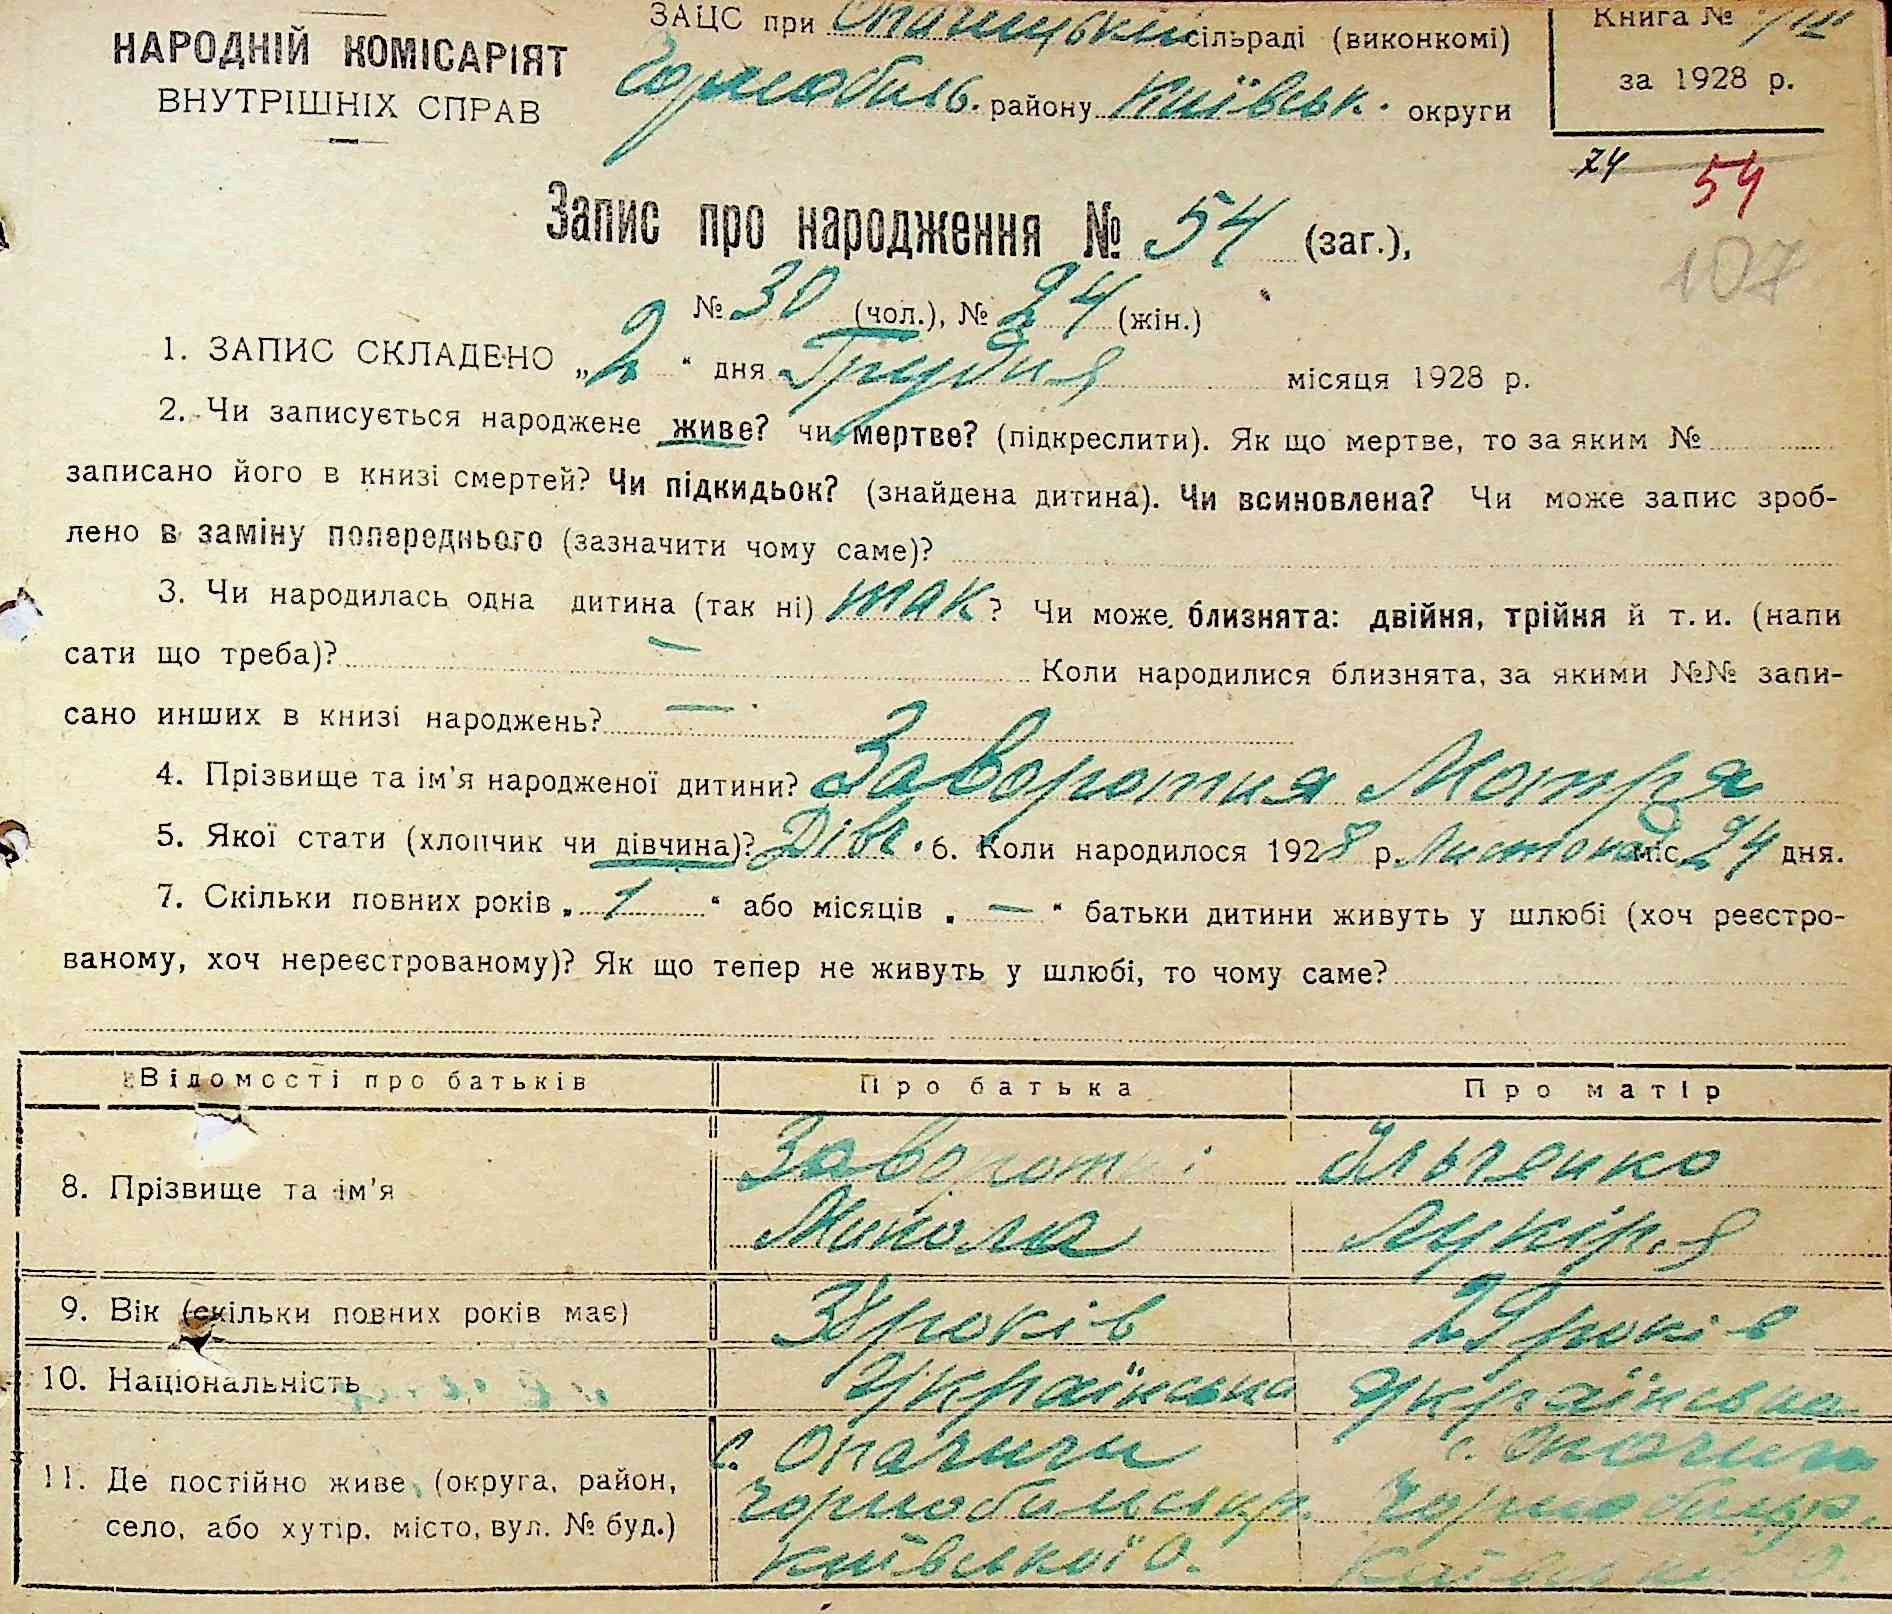 НАРОДНІЙ КОМІСАРІЯТ
ВНУТРІШНІХ СПРАВ
ЗАЦС при Опачицькій сільраді (виконкомі)
Чорнобиль. району Київськ. округи
Книга №
за 1928 р.
74 54
107
Запис про народження № 54 (заг.),
№ 30 (чол.), № 24 (жін.)
1. ЗАПИС СКЛАДЕНО „2“ дня Грудня місяця 1928 р.
2. Чи записується народжене живе? чи мертве? (підкреслити). Як що мертве, то за яким №
записано його в книзі смертей? Чи підкидьок? (знайдена дитина). Чи всиновлена? Чи може запис зроб-
лено в заміну попереднього (зазначити чому саме)?
3. Чи народилась одна дитина (так ні) так? Чи може близнята: двійня, трійня й т. и. (напи
сати що треба)? — Коли народилися близнята, за якими №№ запи-
сано инших в книзі народжень? —
4. Прізвище та ім’я народженої дитини? Заворотня Мотря
5. Якої стати (хлопчик чи дівчина)? Дівч. 6. Коли народилося 1928 р. Листопад міс. 24 дня.
7. Скільки повних років „1“ або місяців „—“ батьки дитини живуть у шлюбі (хоч реєстро-
ваному, хоч нереєстрованому)? Як що тепер не живуть у шлюбі, то чому саме?
Відомості про батьків Про батька Про матір
8. Прізвище та ім’я
Заворотн Ільченко
Микола Лукір'я
9. Вік (скільки повних років має) років 29 років
10. Національність Українська Українська
11. Де постійно живе (округа, район,
село, або хутір, місто, вул. № буд.)
с. Опачичи с. Опачичи
Чорнобильськ р. Чорнобильр.
Київської О. Київської О.